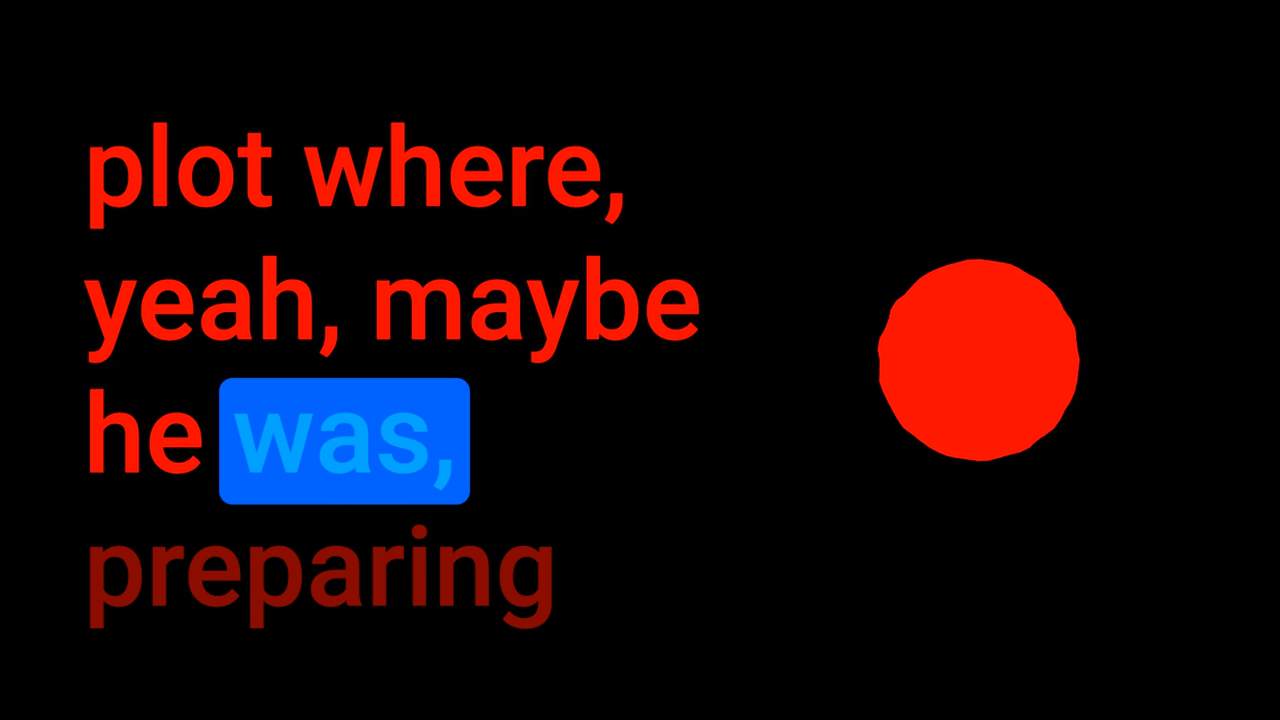 plot where,
yeah, maybe
he was,
preparing